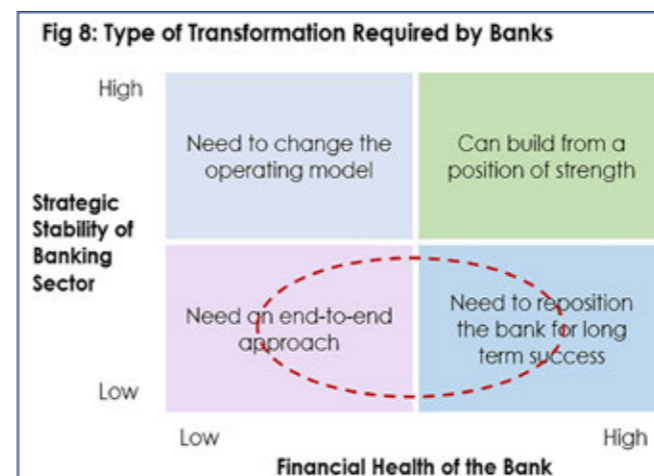 Fig 8: Type of Transformation Required by Banks
High
Need to change the
operating model
Can build from a
position of strength
Strategic
Stability of
Banking
Sector
Need an end-to-end
approach
Need to reposition
the bank for long
term success
Low
Low
High
Financial Health of the Bank